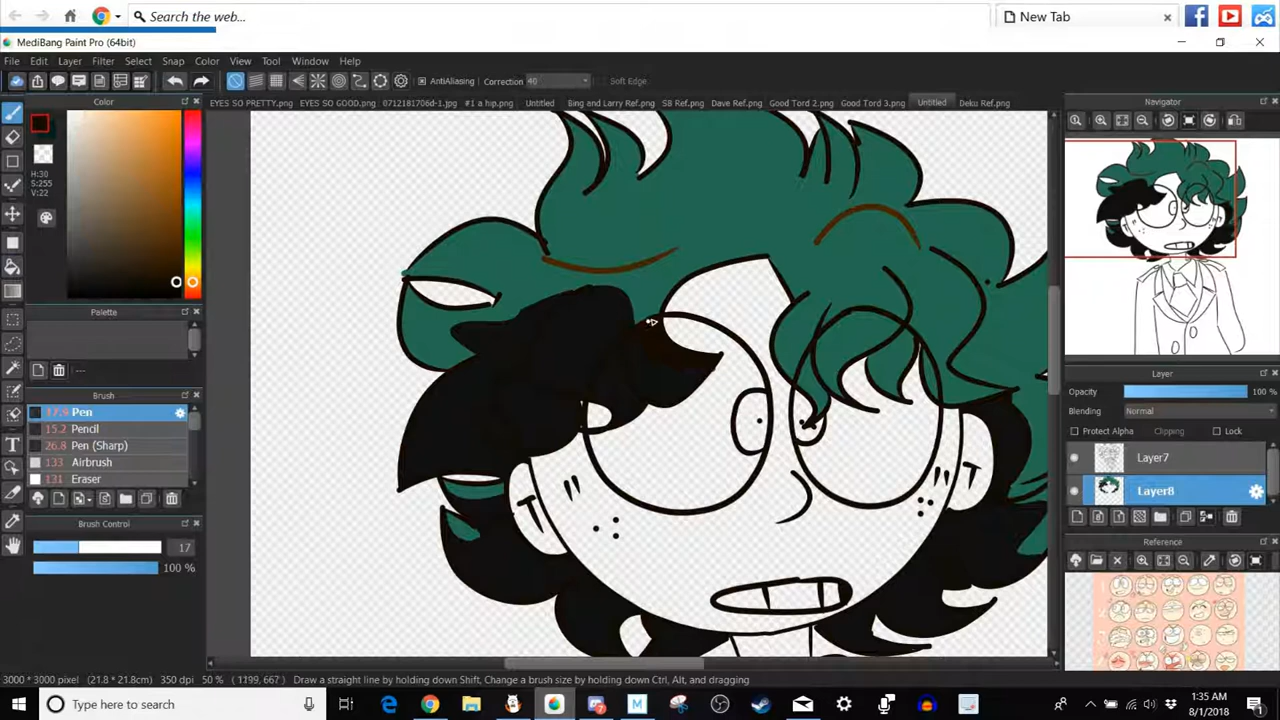 Search the web...
New Tab
MediBang Paint Pro (64bit)
File Edit View Layer Filter Select Snap Color Tool Window Help
AntiAliasing Correction 40 Soft Edge
Color
EYES SO PRETTY.png EYES SO GOOD.png 0712181706d-1.jpg #1 a hip.png Untitled Bing and Larry Ref.png SB Ref.png Dave Ref.png Good Tord 2.png Good Tord 3.png Untitled Deku Ref.png
Navigator
H:30
S:255
V:22
Palette
---
Brush
17.9 Pen
15.2 Pencil
26.8 Pen (Sharp)
133 Airbrush
131 Eraser
Brush Control
17
100 %
Layer
Opacity 100 %
Blending Normal
Protect Alpha Clipping Lock
Layer7
Layer8
Reference
3000 * 3000 pixel (21.8 * 21.8cm) 350 dpi 50 % ( 1199, 667) Draw a straight line by holding down Shift, Change a brush size by holding down Ctrl, Alt, and dragging
Type here to search
1:35 AM
8/1/2018